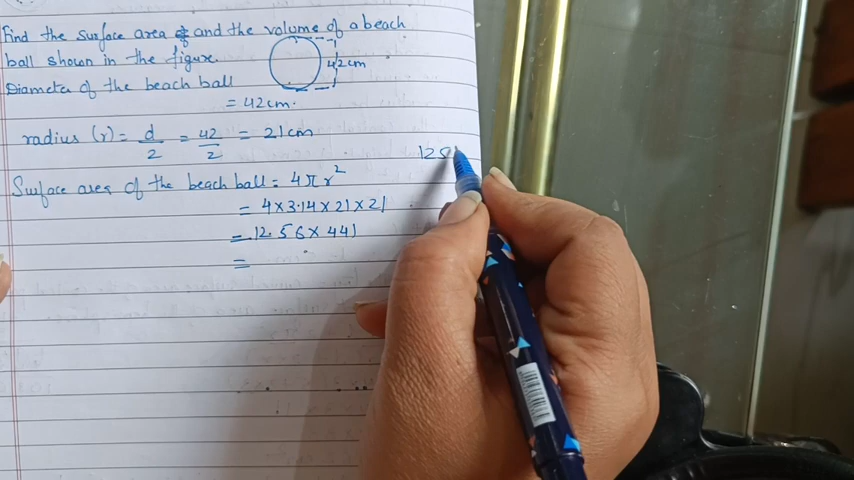 Find the surface area and the volume of a beach
ball shown in the figure.
42cm
Diameter of the beach ball
= 42cm.
radius (r) = d/2 = 42/2 = 21cm
125
Surface area of the beach ball = 4πr²
= 4×3.14×21×21
= 12.56×441
=